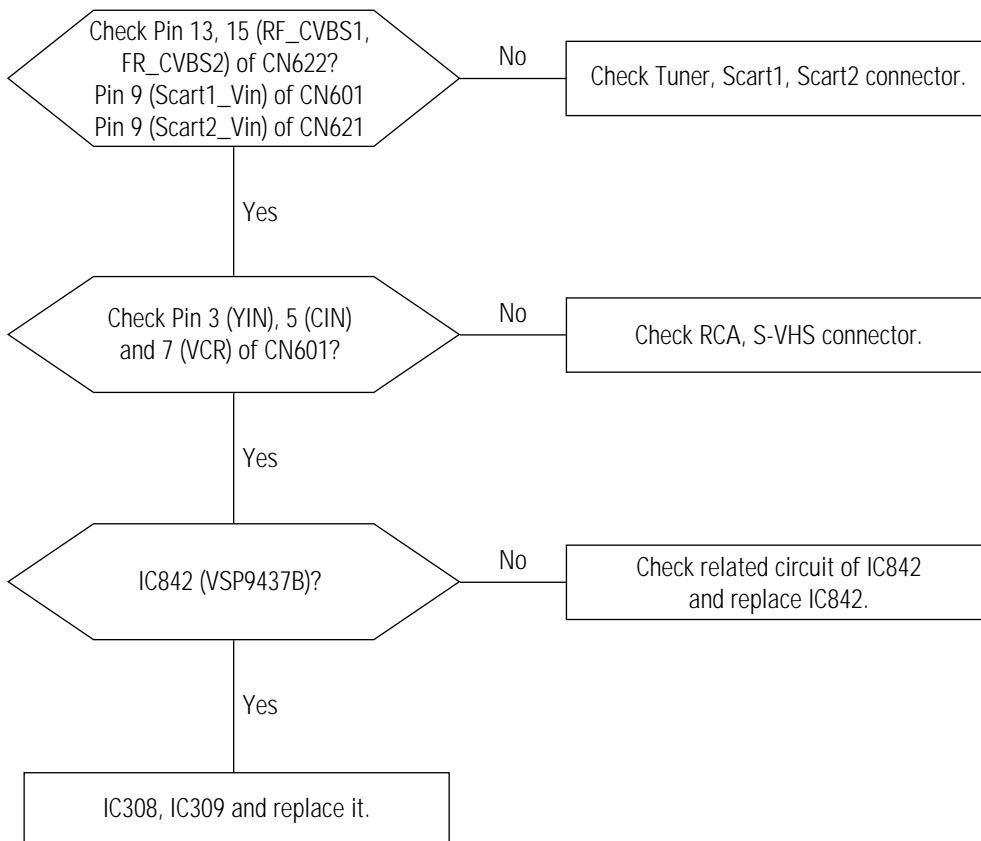 Check Pin 13, 15 (RF_CVBS1,
FR_CVBS2) of CN622?
Pin 9 (Scart1_Vin) of CN601
Pin 9 (Scart2_Vin) of CN621
No
Check Tuner, Scart1, Scart2 connector.
Yes
Check Pin 3 (YIN), 5 (CIN)
and 7 (VCR) of CN601?
No
Check RCA, S-VHS connector.
Yes
IC842 (VSP9437B)?
No
Check related circuit of IC842
and replace IC842.
Yes
IC308, IC309 and replace it.